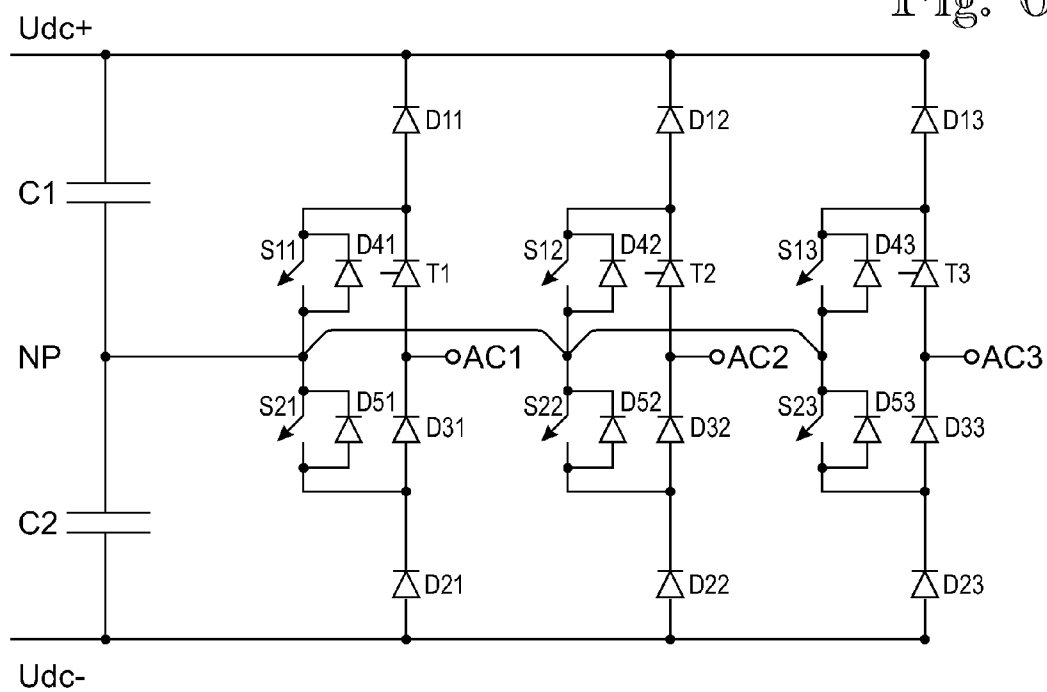 Fig.
Udc+
D11 D12 D13
C1
S11 D41 T1 S12 D42 T2 S13 D43 T3
NP AC1 AC2 AC3
S21 D51 D31 S22 D52 D32 S23 D53 D33
C2
D21 D22 D23
Udc-